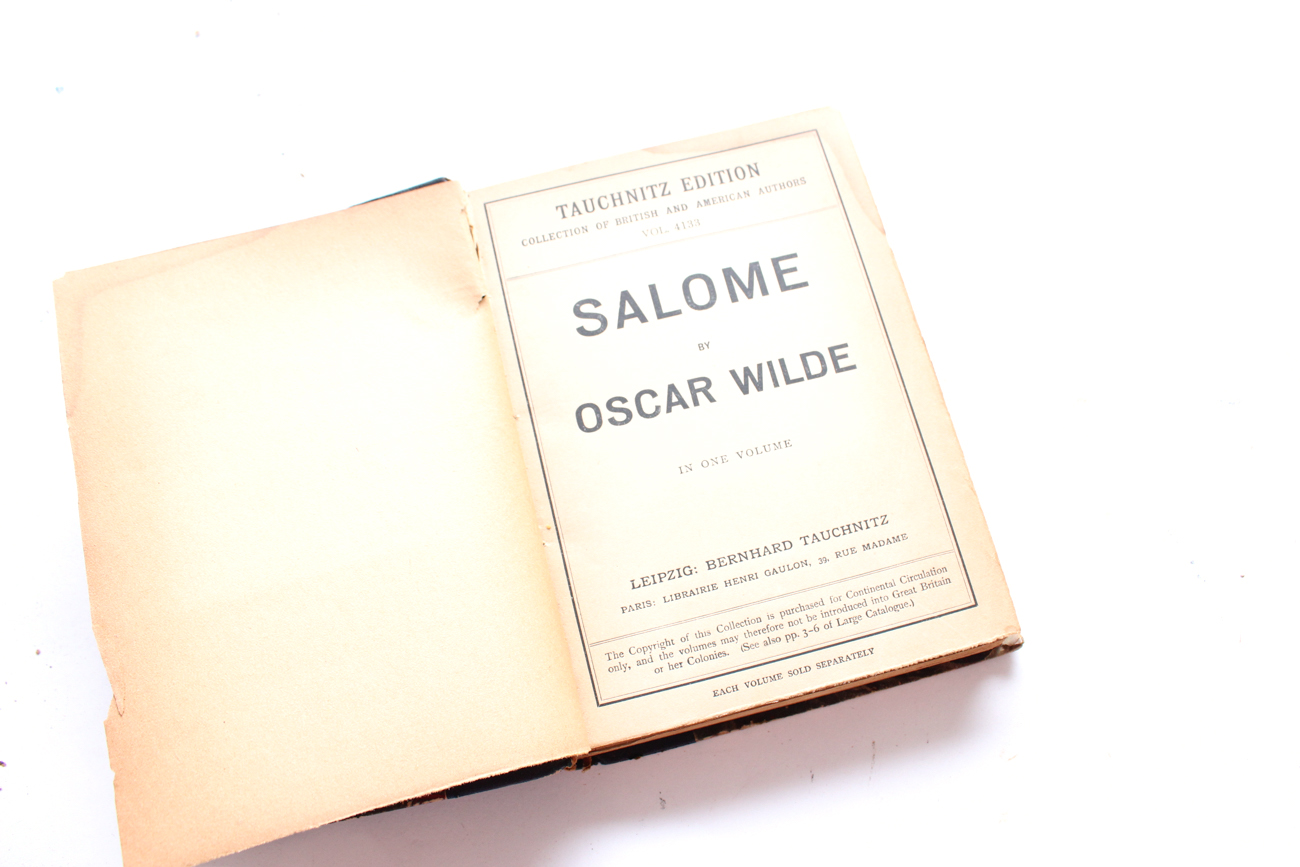 TAUCHNITZ EDITION
COLLECTION OF BRITISH AND AMERICAN AUTHORS
VOL. 4133
SALOME
BY
OSCAR WILDE
IN ONE VOLUME
LEIPZIG: BERNHARD TAUCHNITZ
PARIS: LIBRAIRIE HENRI GAULON, 39, RUE MADAME
The Copyright of this Collection is purchased for Continental Circulation
only, and the volumes may therefore not be introduced into Great Britain
or her Colonies. (See also pp. 3–6 of Large Catalogue.)
EACH VOLUME SOLD SEPARATELY